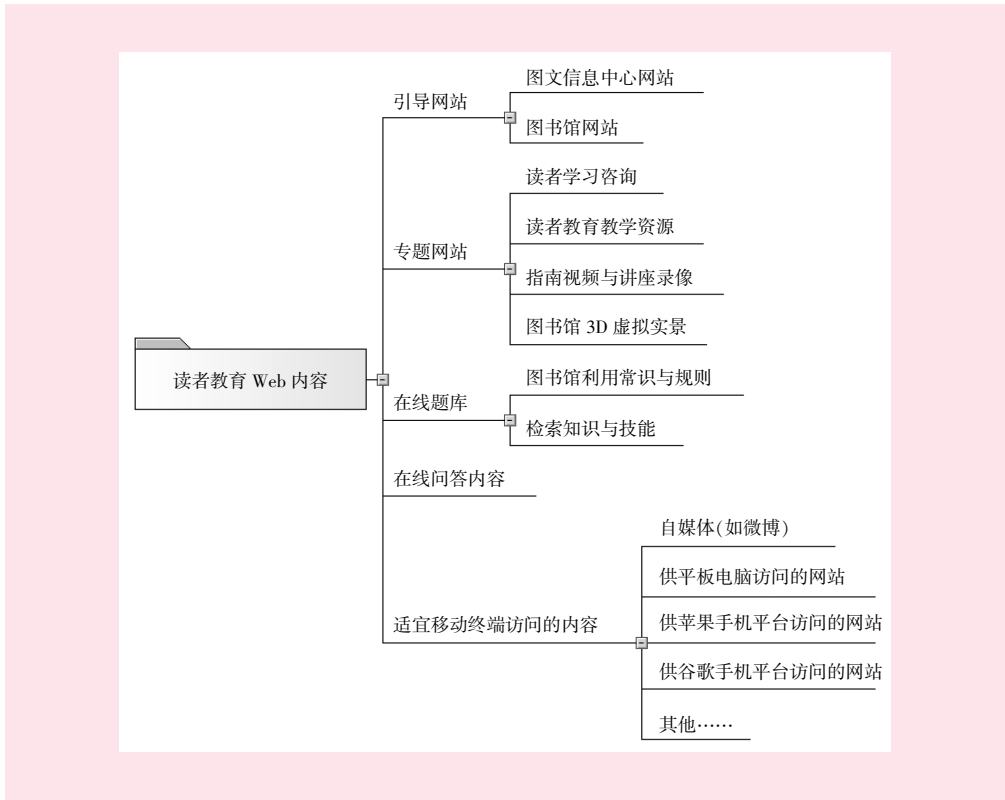 读者教育 Web 内容
引导网站
图文信息中心网站
图书馆网站
专题网站
读者学习咨询
读者教育教学资源
指南视频与讲座录像
图书馆 3D 虚拟实景
在线题库
图书馆利用常识与规则
检索知识与技能
在线问答内容
适宜移动终端访问的内容
自媒体(如微博)
供平板电脑访问的网站
供苹果手机平台访问的网站
供谷歌手机平台访问的网站
其他……